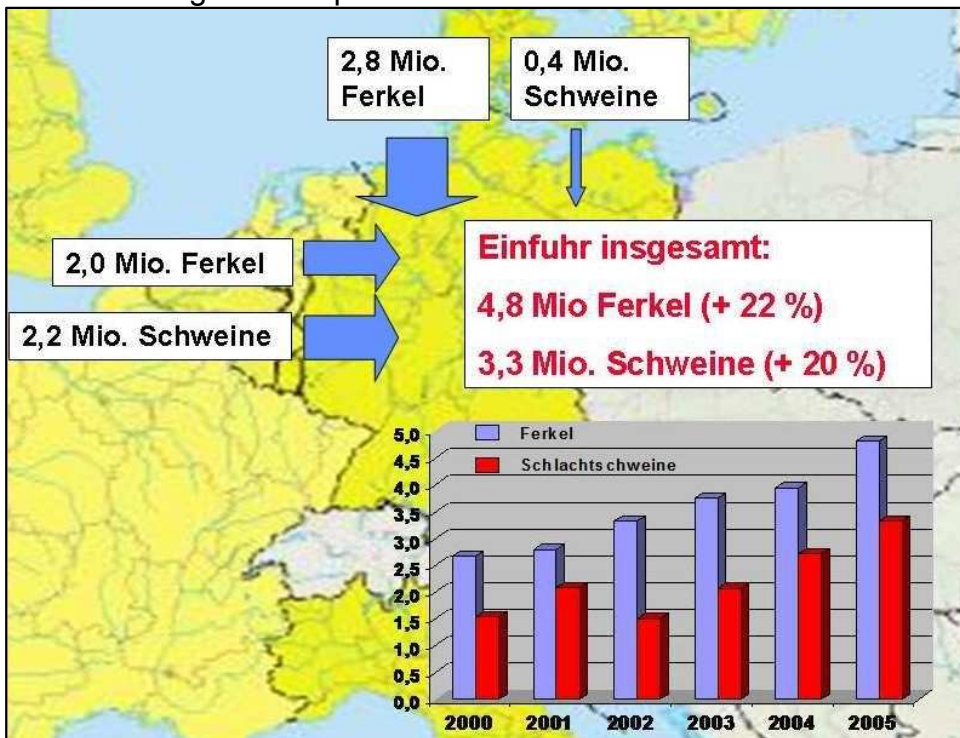 2,8 Mio.
Ferkel
0,4 Mio.
Schweine
2,0 Mio. Ferkel
2,2 Mio. Schweine
Einfuhr insgesamt:
4,8 Mio Ferkel (+ 22 %)
3,3 Mio. Schweine (+ 20 %)
Ferkel
Schlachtschweine
5,0
4,5
4,0
3,5
3,0
2,5
2,0
1,5
1,0
0,5
0,0
2000 2001 2002 2003 2004 2005